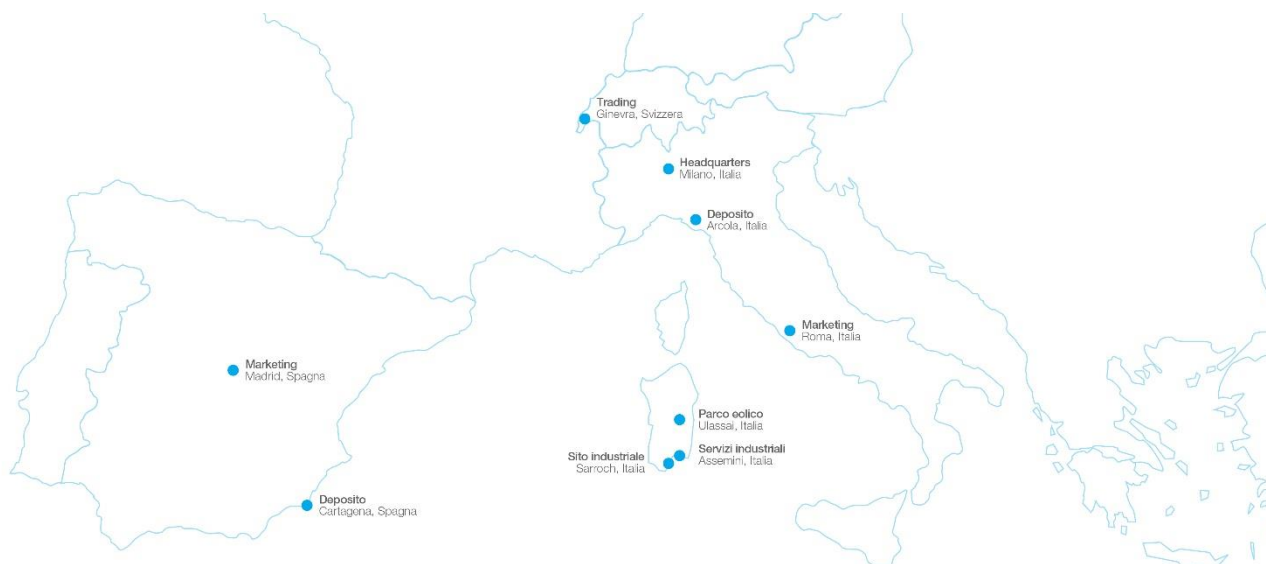 Trading
Ginevra, Svizzera
Headquarters
Milano, Italia
Deposito
Arcola, Italia
Marketing
Roma, Italia
Marketing
Madrid, Spagna
Parco eolico
Ulassai, Italia
Servizi industriali
Assemini, Italia
Sito industriale
Sarroch, Italia
Deposito
Cartagena, Spagna